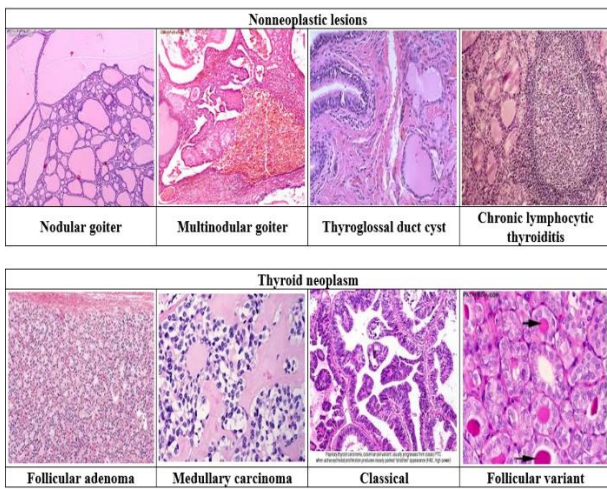 Nonneoplastic lesions
Nodular goiter
Multinodular goiter
Thyroglossal duct cyst
Chronic lymphocytic
thyroiditis
Thyroid neoplasm
Follicular adenoma
Medullary carcinoma
Classical
Follicular variant